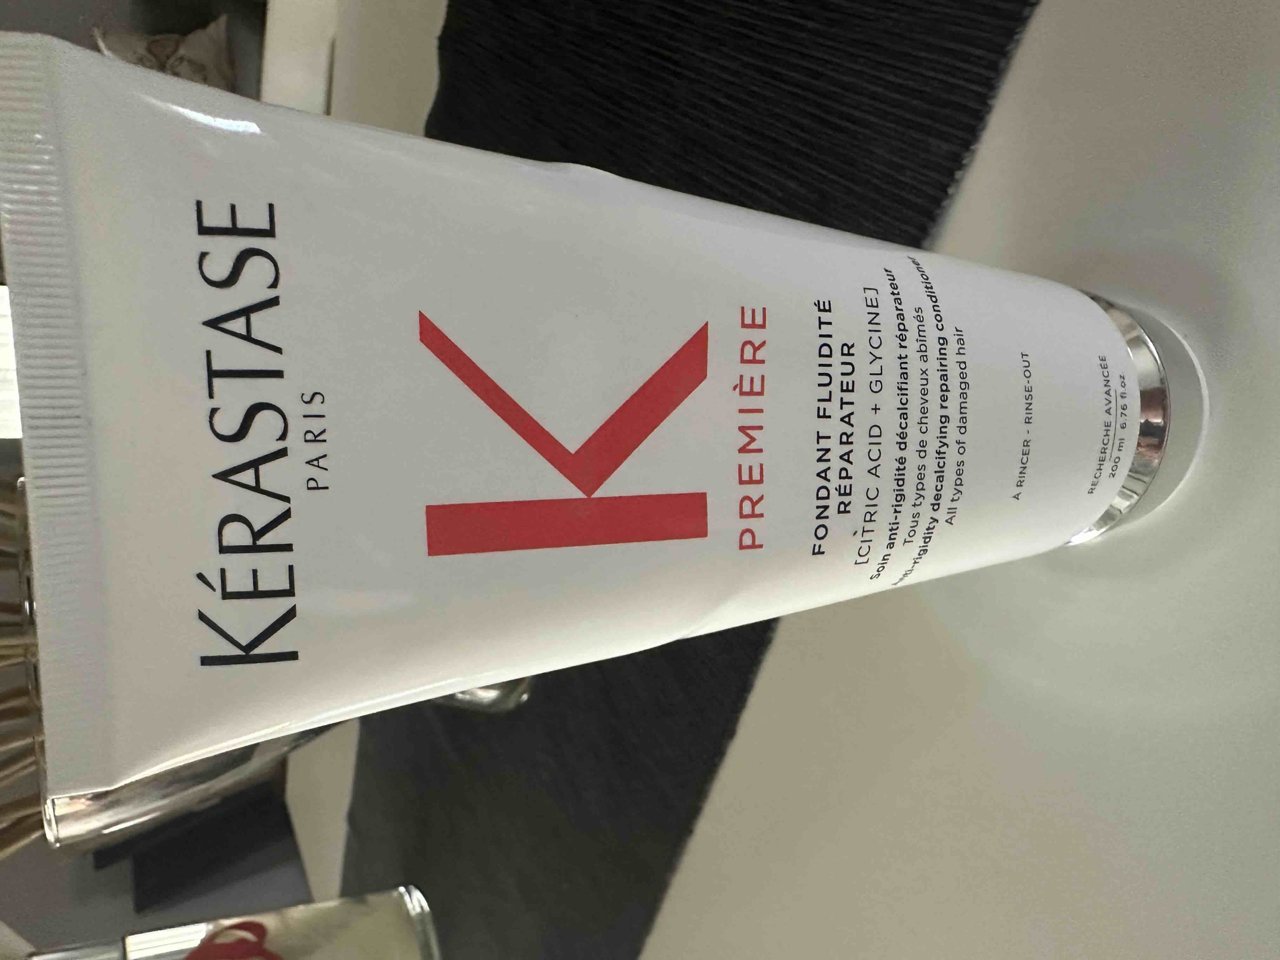 KÉRASTASE
PARIS
K
PREMIÈRE
FONDANT FLUIDITÉ
RÉPARATEUR
[CITRIC ACID + GLYCINE]
Soin anti-rigidité décalcifiant réparateur
Tous types de cheveux abîmés
Anti-rigidity decalcifying repairing conditioner
All types of damaged hair
À RINCER - RINSE-OUT
RECHERCHE AVANCÉE
200 ml 6.76 fl.oz